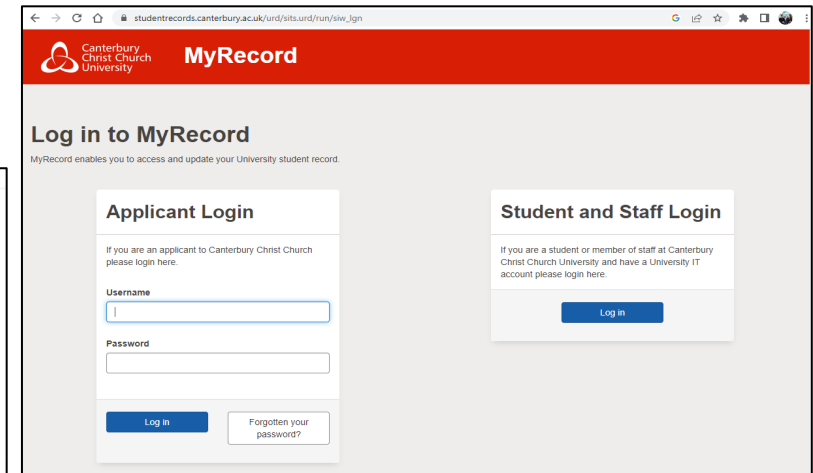 studentrecords.canterbury.ac.uk/urd/sits.urd/run/siw_lgn
Canterbury
Christ Church
University
MyRecord
Log in to MyRecord
MyRecord enables you to access and update your University student record.
Applicant Login
If you are an applicant to Canterbury Christ Church
please login here.
Username
Password
Log in
Forgotten your
password?
Student and Staff Login
If you are a student or member of staff at Canterbury
Christ Church University and have a University IT
account please login here.
Log in